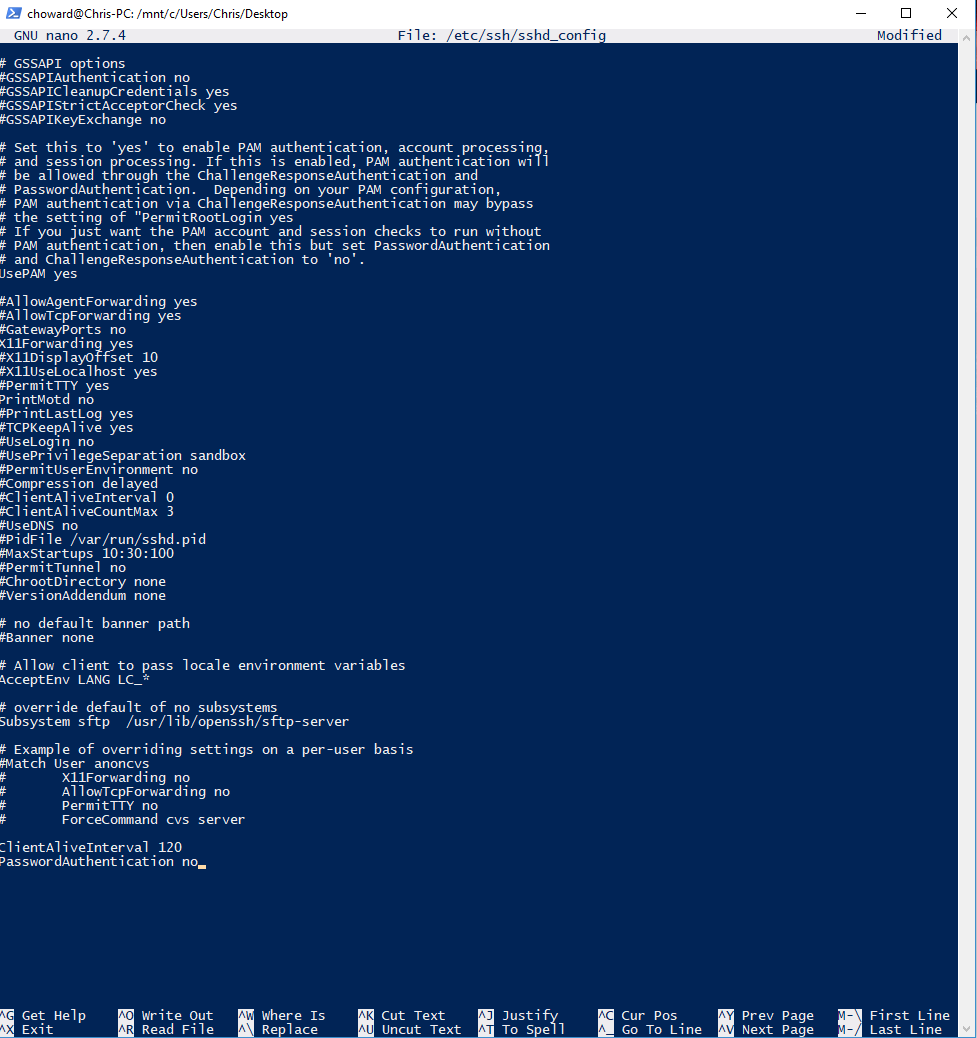 choward@Chris-PC: /mnt/c/Users/Chris/Desktop
GNU nano 2.7.4 File: /etc/ssh/sshd_config Modified
# GSSAPI options
#GSSAPIAuthentication no
#GSSAPICleanupCredentials yes
#GSSAPIStrictAcceptorCheck yes
#GSSAPIKeyExchange no
# Set this to 'yes' to enable PAM authentication, account processing,
# and session processing. If this is enabled, PAM authentication will
# be allowed through the ChallengeResponseAuthentication and
# PasswordAuthentication.  Depending on your PAM configuration,
# PAM authentication via ChallengeResponseAuthentication may bypass
# the setting of "PermitRootLogin yes
# If you just want the PAM account and session checks to run without
# PAM authentication, then enable this but set PasswordAuthentication
# and ChallengeResponseAuthentication to 'no'.
UsePAM yes
#AllowAgentForwarding yes
#AllowTcpForwarding yes
#GatewayPorts no
X11Forwarding yes
#X11DisplayOffset 10
#X11UseLocalhost yes
#PermitTTY yes
PrintMotd no
#PrintLastLog yes
#TCPKeepAlive yes
#UseLogin no
#UsePrivilegeSeparation sandbox
#PermitUserEnvironment no
#Compression delayed
#ClientAliveInterval 0
#ClientAliveCountMax 3
#UseDNS no
#PidFile /var/run/sshd.pid
#MaxStartups 10:30:100
#PermitTunnel no
#ChrootDirectory none
#VersionAddendum none
# no default banner path
#Banner none
# Allow client to pass locale environment variables
AcceptEnv LANG LC_*
# override default of no subsystems
Subsystem sftp  /usr/lib/openssh/sftp-server
# Example of overriding settings on a per-user basis
#Match User anoncvs
#       X11Forwarding no
#       AllowTcpForwarding no
#       PermitTTY no
#       ForceCommand cvs server
ClientAliveInterval 120
PasswordAuthentication no
^G Get Help ^O Write Out ^W Where Is ^K Cut Text ^J Justify ^C Cur Pos ^Y Prev Page M-\ First Line
^X Exit ^R Read File ^\ Replace ^U Uncut Text ^T To Spell ^_ Go To Line ^V Next Page M-/ Last Line